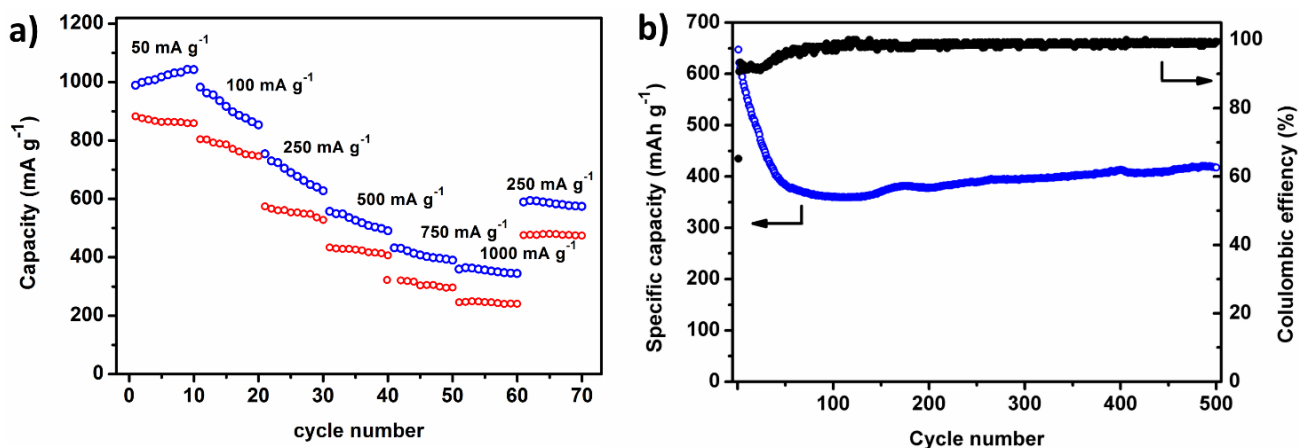 a)
Capacity (mA g⁻¹)
1200
1000
800
600
400
200
0
50 mA g⁻¹
100 mA g⁻¹
250 mA g⁻¹
500 mA g⁻¹
750 mA g⁻¹
1000 mA g⁻¹
250 mA g⁻¹
0 10 20 30 40 50 60 70
cycle number
b)
Specific capacity (mAh g⁻¹)
700
600
500
400
300
200
100
0
100 200 300 400 500
Cycle number
100
80
60
40
20
0
Colulombic effiency (%)